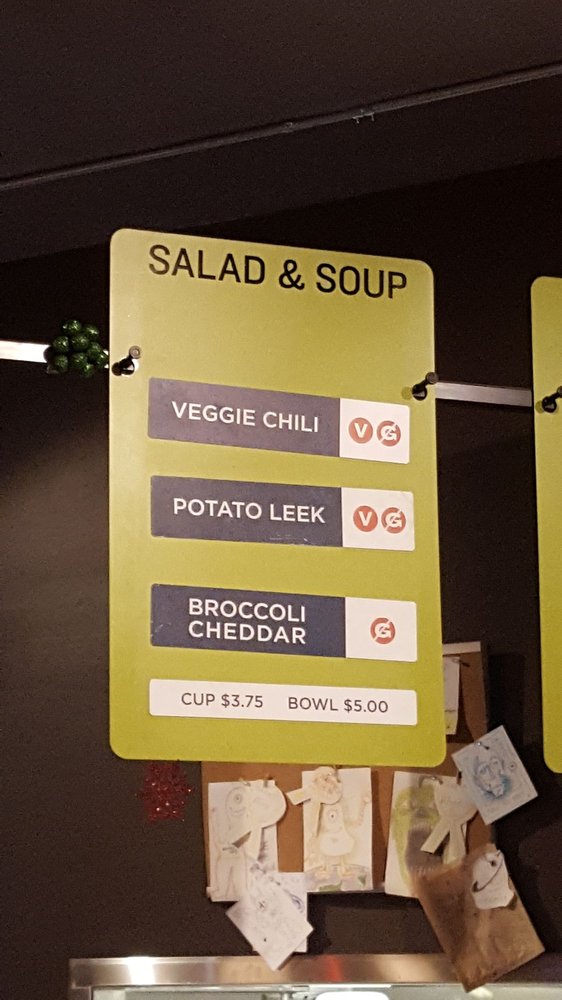 SALAD & SOUP
VEGGIE CHILI V G
POTATO LEEK V G
BROCCOLI
CHEDDAR G
CUP $3.75 BOWL $5.00